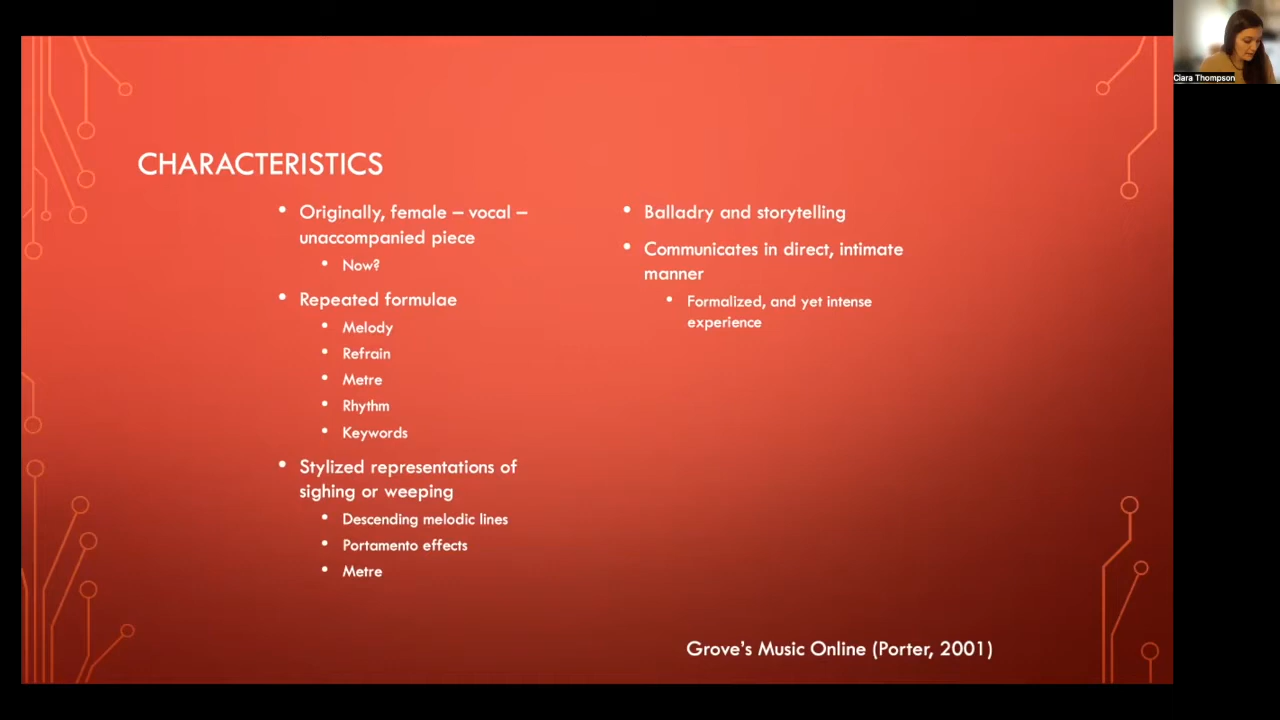 CHARACTERISTICS
• Originally, female – vocal –
unaccompanied piece
• Now?
• Repeated formulae
• Melody
• Refrain
• Metre
• Rhythm
• Keywords
• Stylized representations of
sighing or weeping
• Descending melodic lines
• Portamento effects
• Metre
• Balladry and storytelling
• Communicates in direct, intimate
manner
• Formalized, and yet intense
experience
Grove's Music Online (Porter, 2001)
Ciara Thompson